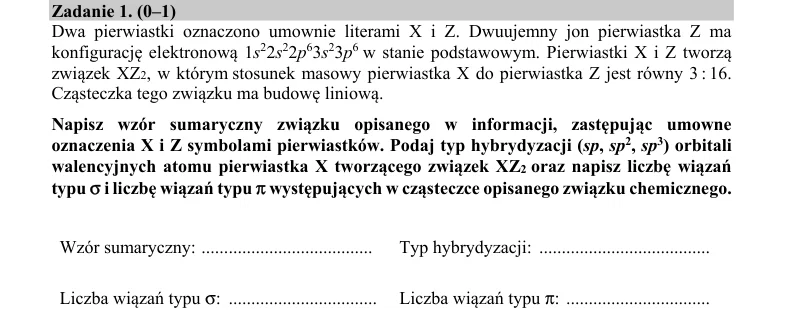 Zadanie 1. (0–1)
Dwa pierwiastki oznaczono umownie literami X i Z. Dwuujemny jon pierwiastka Z ma
konfigurację elektronową 1s²2s²2p⁶3s²3p⁶ w stanie podstawowym. Pierwiastki X i Z tworzą
związek XZ₂, w którym stosunek masowy pierwiastka X do pierwiastka Z jest równy 3 : 16.
Cząsteczka tego związku ma budowę liniową.
Napisz wzór sumaryczny związku opisanego w informacji, zastępując umowne
oznaczenia X i Z symbolami pierwiastków. Podaj typ hybrydyzacji (sp, sp², sp³) orbitali
walencyjnych atomu pierwiastka X tworzącego związek XZ₂ oraz napisz liczbę wiązań
typu σ i liczbę wiązań typu π występujących w cząsteczce opisanego związku chemicznego.
Wzór sumaryczny: ...................................... Typ hybrydyzacji: ......................................
Liczba wiązań typu σ: ................................. Liczba wiązań typu π: ................................